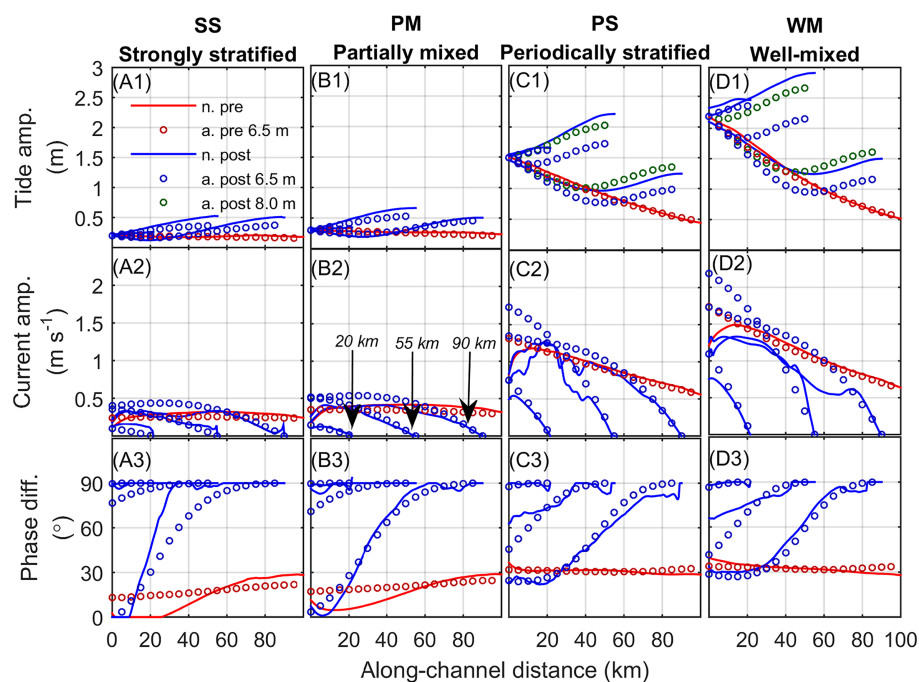 SS PM PS WM
Strongly stratified Partially mixed Periodically stratified Well-mixed
(A1) (B1) (C1) (D1)
3
2.5
2
1.5
1
0.5
Tide amp.
(m)
n. pre
a. pre 6.5 m
n. post
a. post 6.5 m
a. post 8.0 m
(A2) (B2) (C2) (D2)
2
1.5
1
0.5
Current amp.
(m s⁻¹)
20 km 55 km 90 km
(A3) (B3) (C3) (D3)
90
60
30
0
Phase diff.
(°)
0 20 40 60 80 20 40 60 80 20 40 60 80 20 40 60 80 100
Along-channel distance (km)